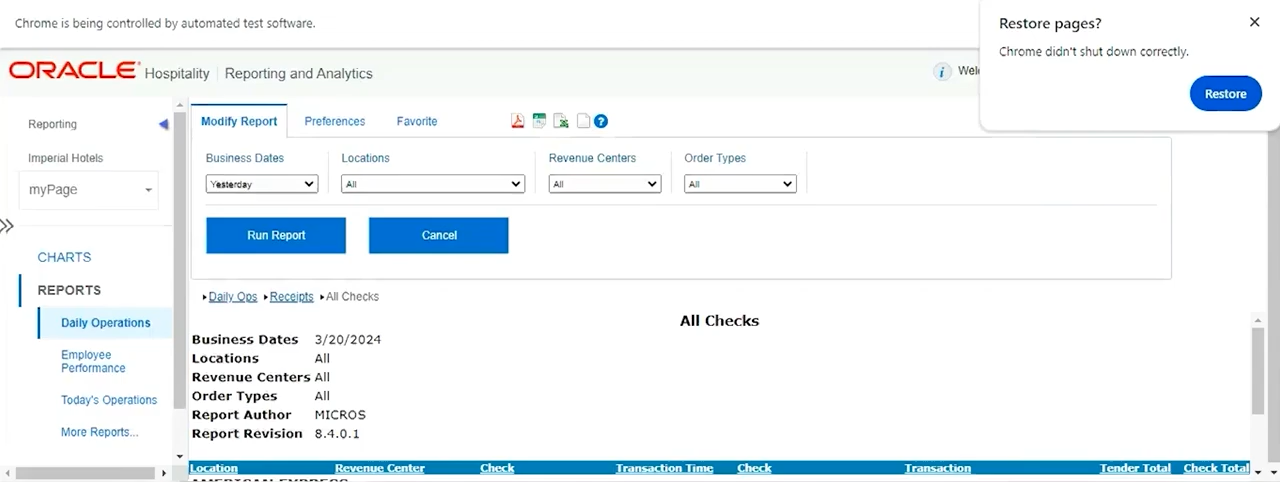 Chrome is being controlled by automated test software.
Restore pages?
Chrome didn't shut down correctly.
Restore
ORACLE Hospitality Reporting and Analytics
Reporting
Imperial Hotels
myPage
CHARTS
REPORTS
Daily Operations
Employee
Performance
Today's Operations
More Reports...
Modify Report Preferences Favorite
Business Dates Locations Revenue Centers Order Types
Yesterday All All All
Run Report Cancel
Daily Ops Receipts All Checks
All Checks
Business Dates 3/20/2024
Locations All
Revenue Centers All
Order Types All
Report Author MICROS
Report Revision 8.4.0.1
Location Revenue Center Check Transaction Time Check Transaction Tender Total Check Total